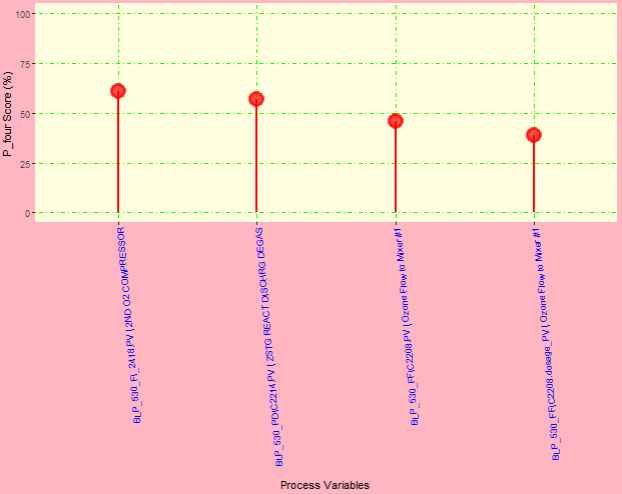 100
75
50
25
0
P_four Score (%)
BLP_530_FI_2418.PV ( 2ND O2 COMPRESSOR
BLP_530_PDIC2214.PV ( 2STG REACT DISCHRG DEGAS
BLP_530_FFIC2208.PV ( Ozone Flow to Mixer #1
BLP_530_FFIC2208.dosage_PV ( Ozone Flow to Mixer #1
Process Variables